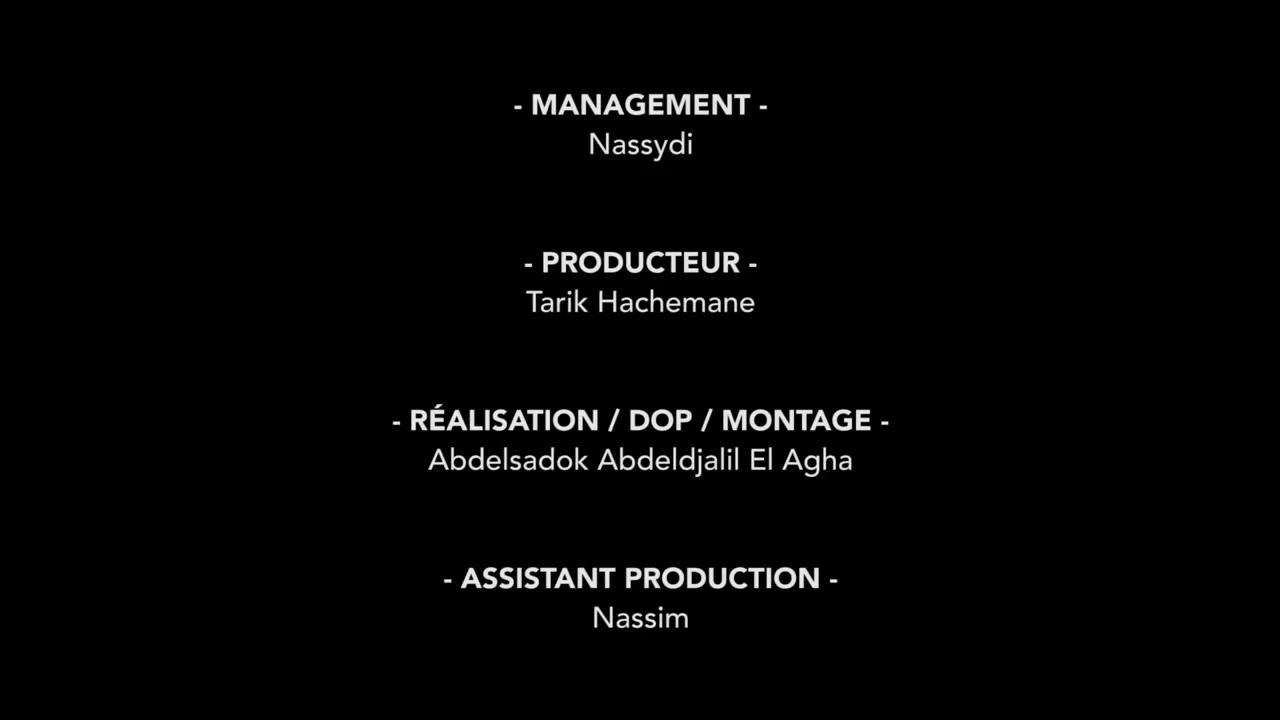 - MANAGEMENT -
Nassydi
- PRODUCTEUR -
Tarik Hachemane
- RÉALISATION / DOP / MONTAGE -
Abdelsadok Abdeldjalil El Agha
- ASSISTANT PRODUCTION -
Nassim